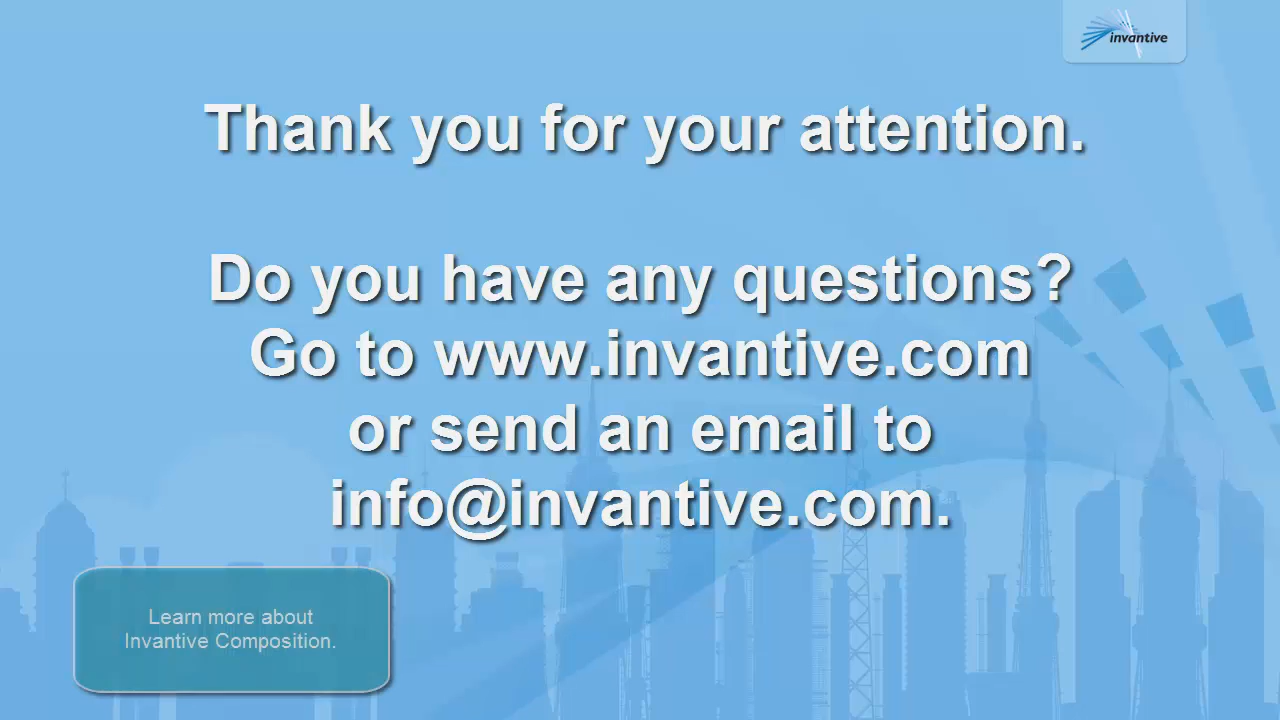 invantive
Thank you for your attention.
Do you have any questions?
Go to www.invantive.com
or send an email to
info@invantive.com.
Learn more about
Invantive Composition.